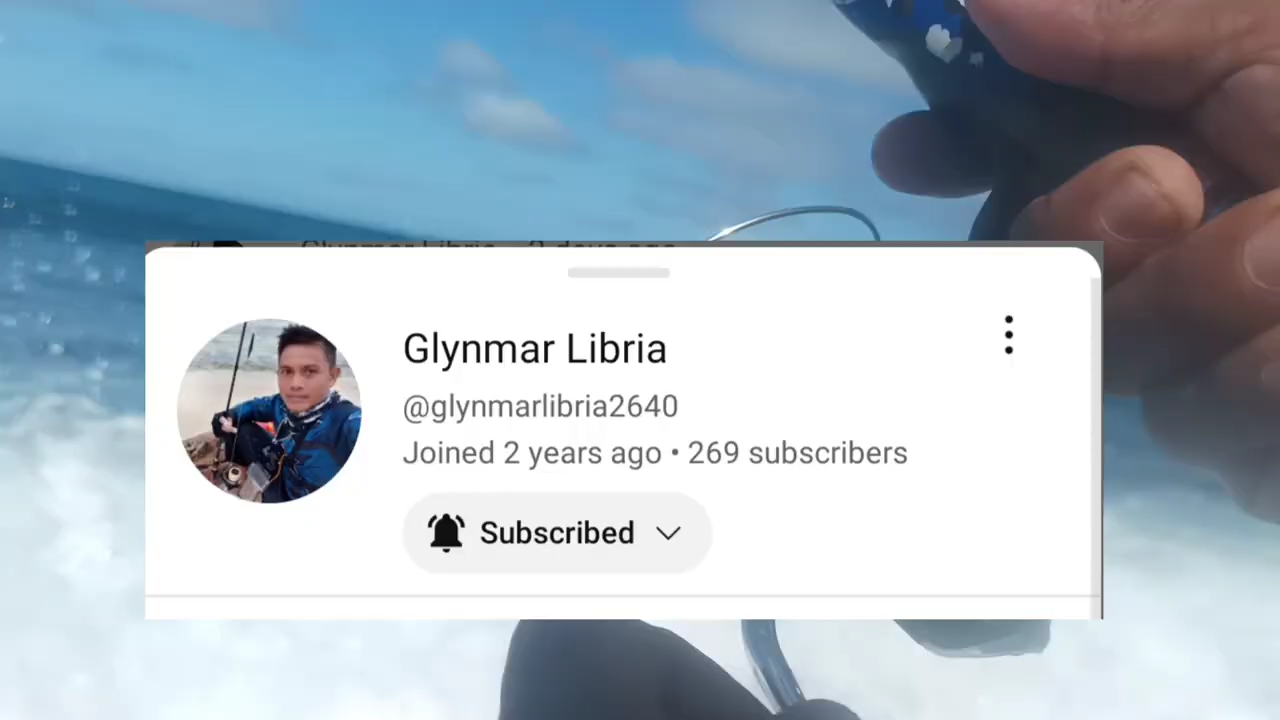 Glynmar Libria
@glynmarlibria2640
Joined 2 years ago • 269 subscribers
Subscribed